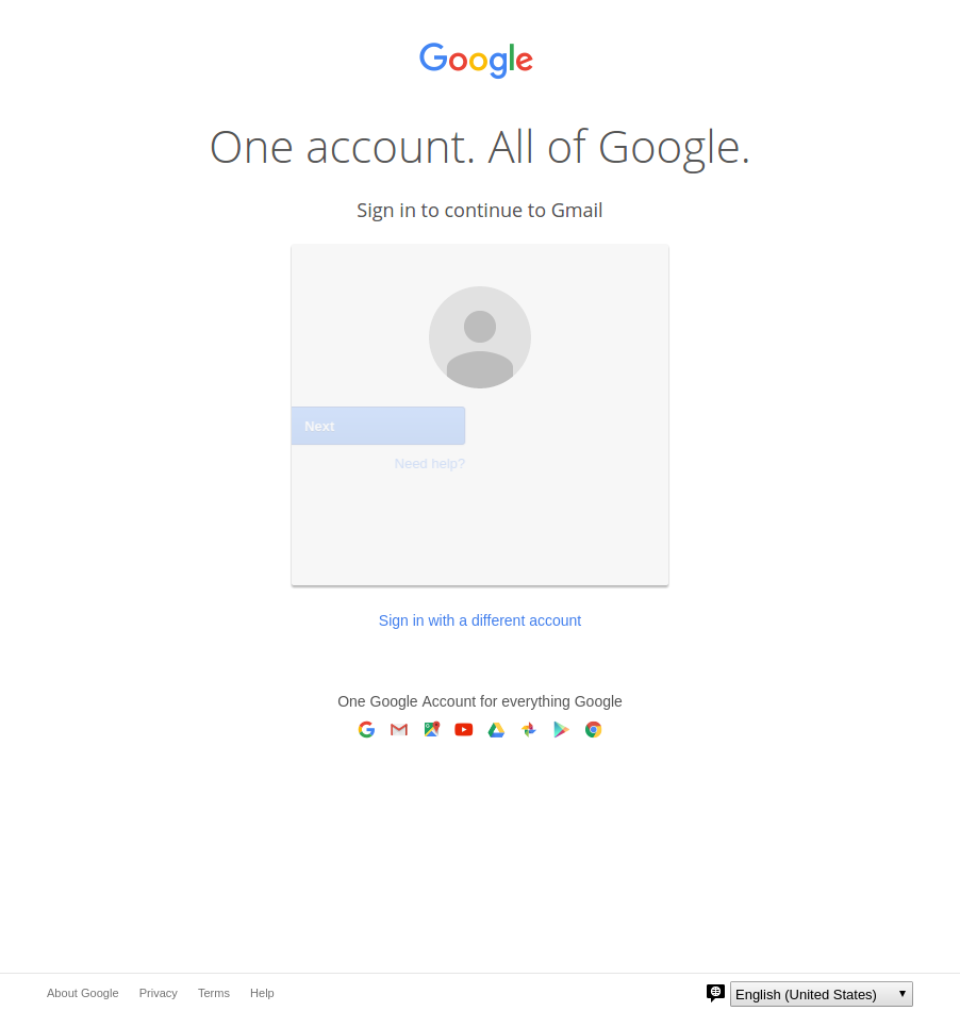 Google
One account. All of Google.
Sign in to continue to Gmail
Next
Need help?
Sign in with a different account
One Google Account for everything Google
About Google Privacy Terms Help English (United States)